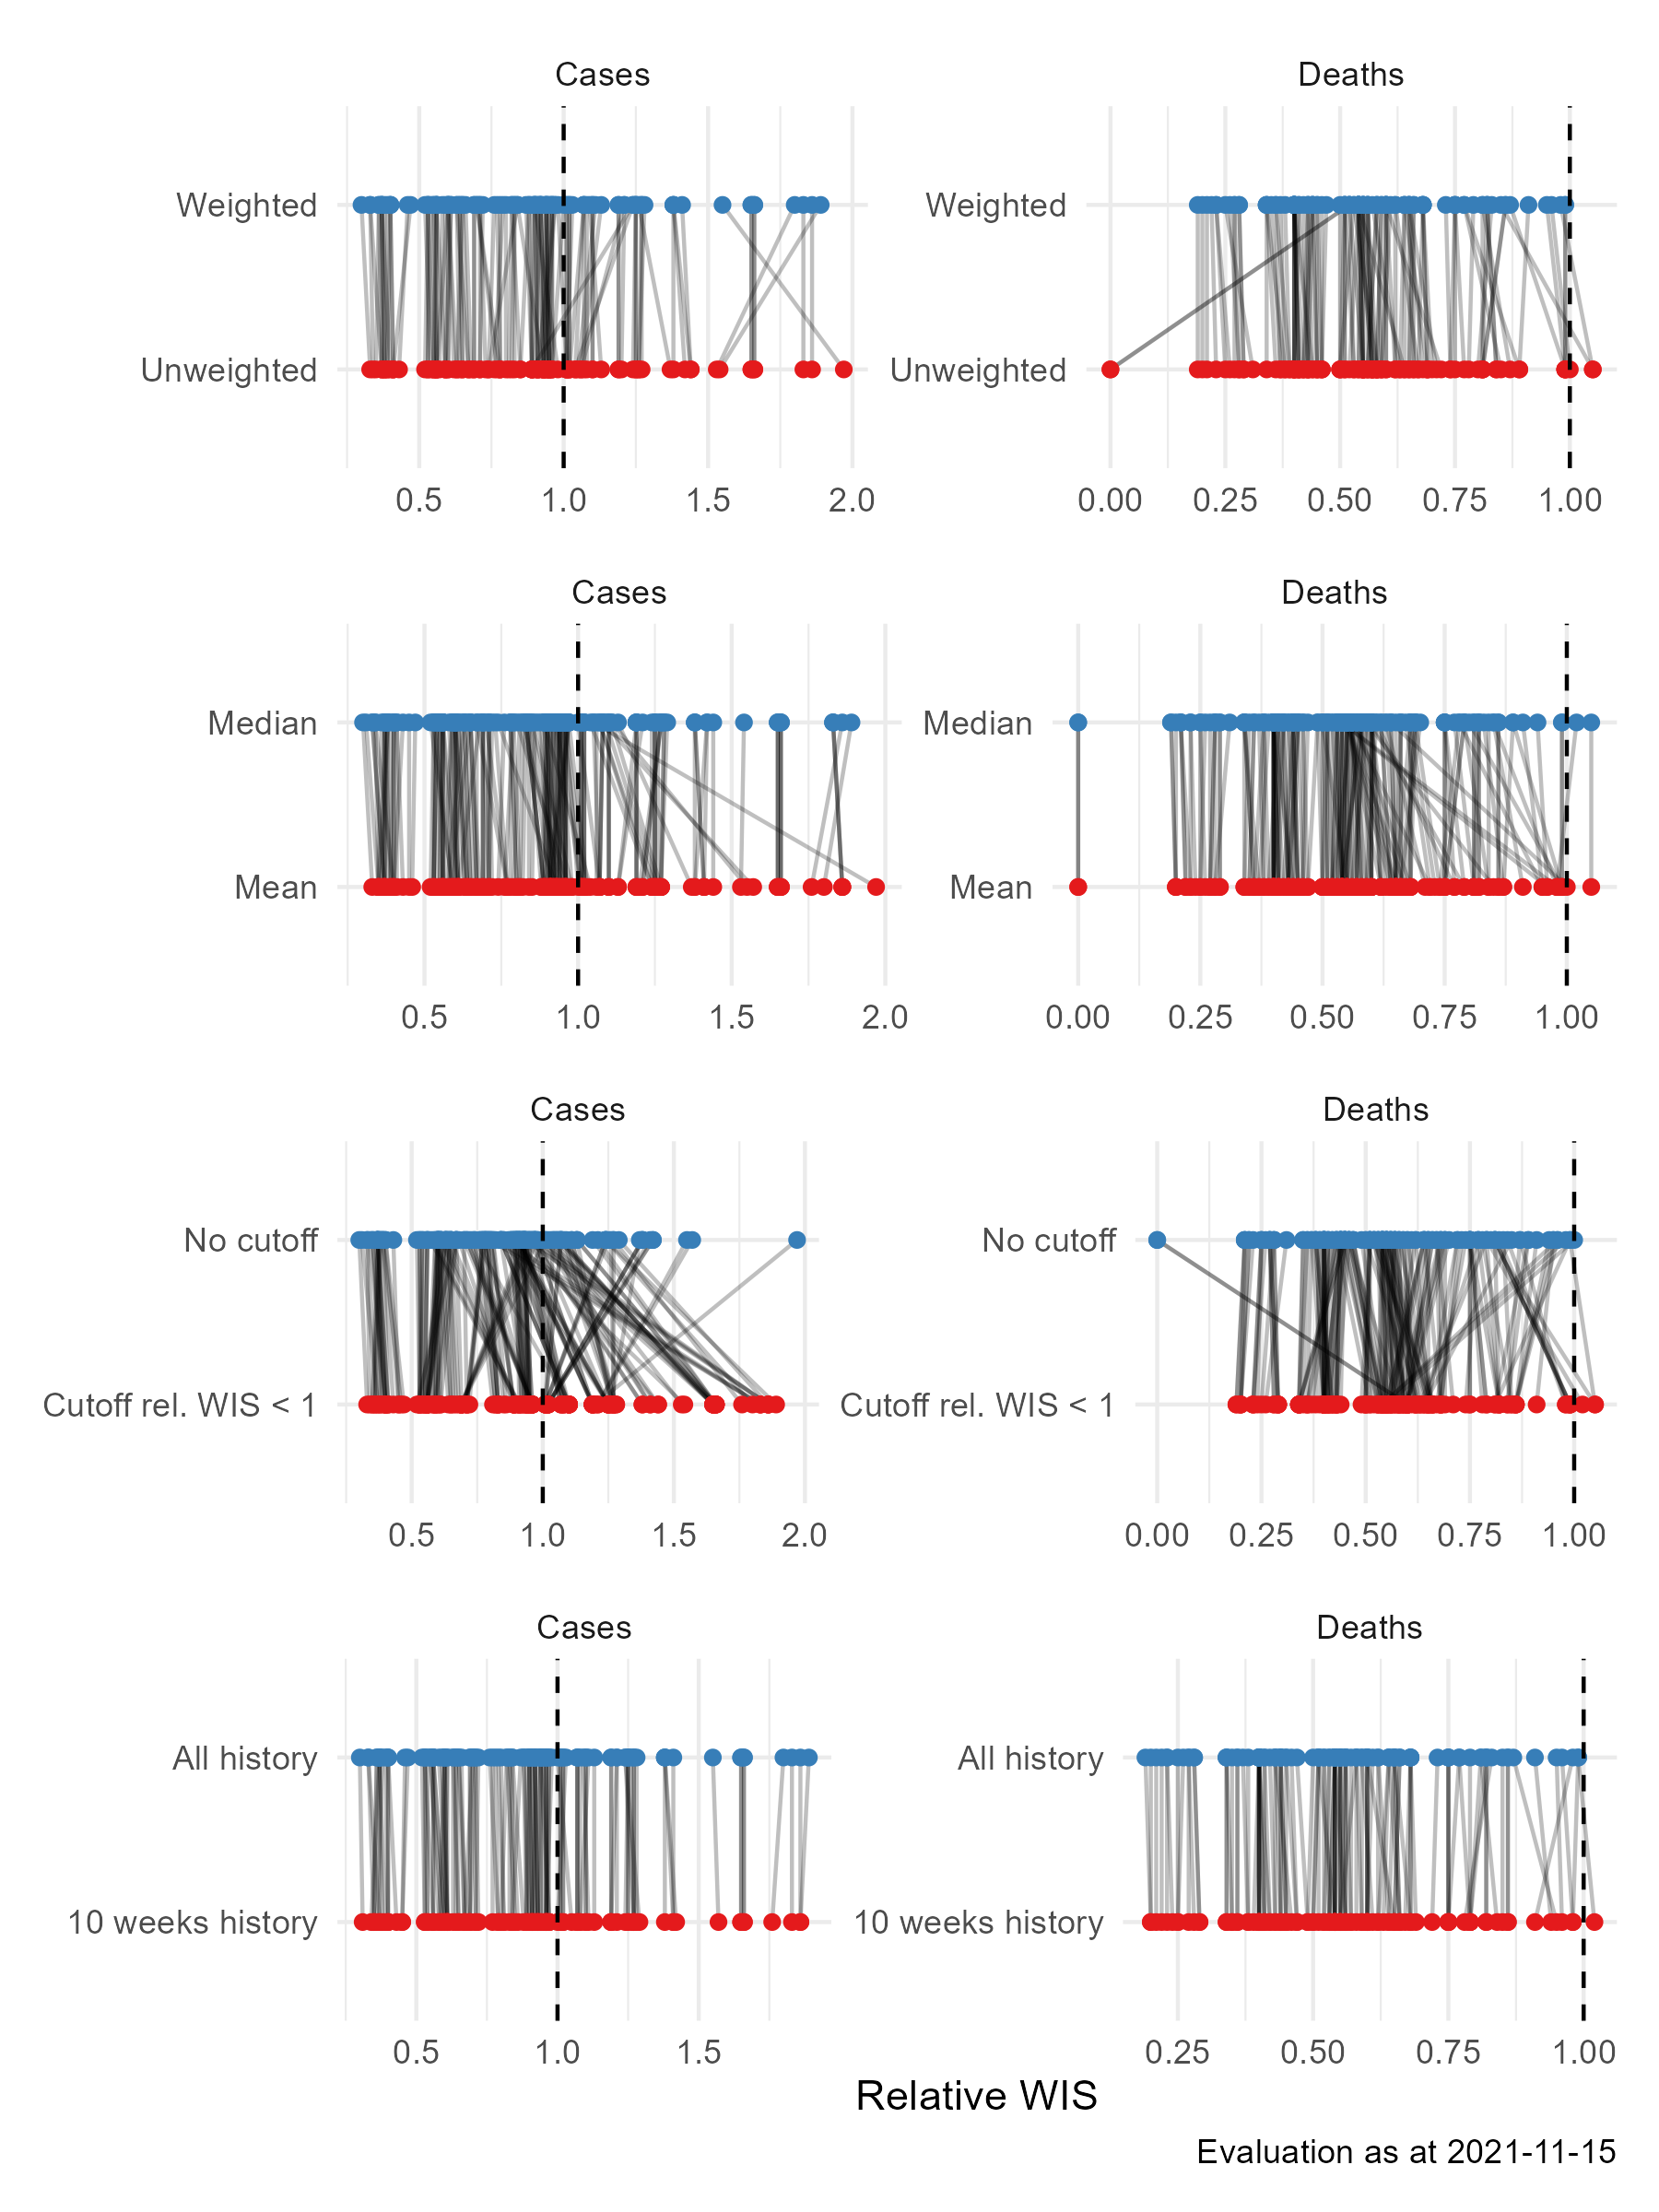 Cases Deaths
Weighted Weighted
Unweighted Unweighted
0.5 1.0 1.5 2.0 0.00 0.25 0.50 0.75 1.00
Cases Deaths
Median Median
Mean Mean
0.5 1.0 1.5 2.0 0.00 0.25 0.50 0.75 1.00
Cases Deaths
No cutoff No cutoff
Cutoff rel. WIS < 1 Cutoff rel. WIS < 1
0.5 1.0 1.5 2.0 0.00 0.25 0.50 0.75 1.00
Cases Deaths
All history All history
10 weeks history 10 weeks history
0.5 1.0 1.5 0.25 0.50 0.75 1.00
Relative WIS
Evaluation as at 2021-11-15